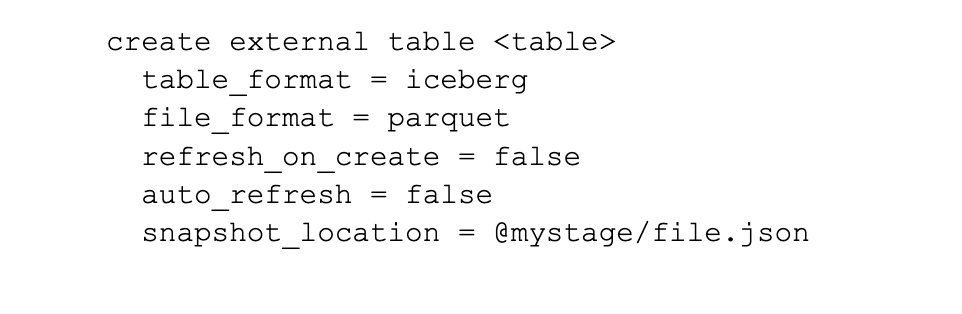 create external table <table>
table_format = iceberg
file_format = parquet
refresh_on_create = false
auto_refresh = false
snapshot_location = @mystage/file.json